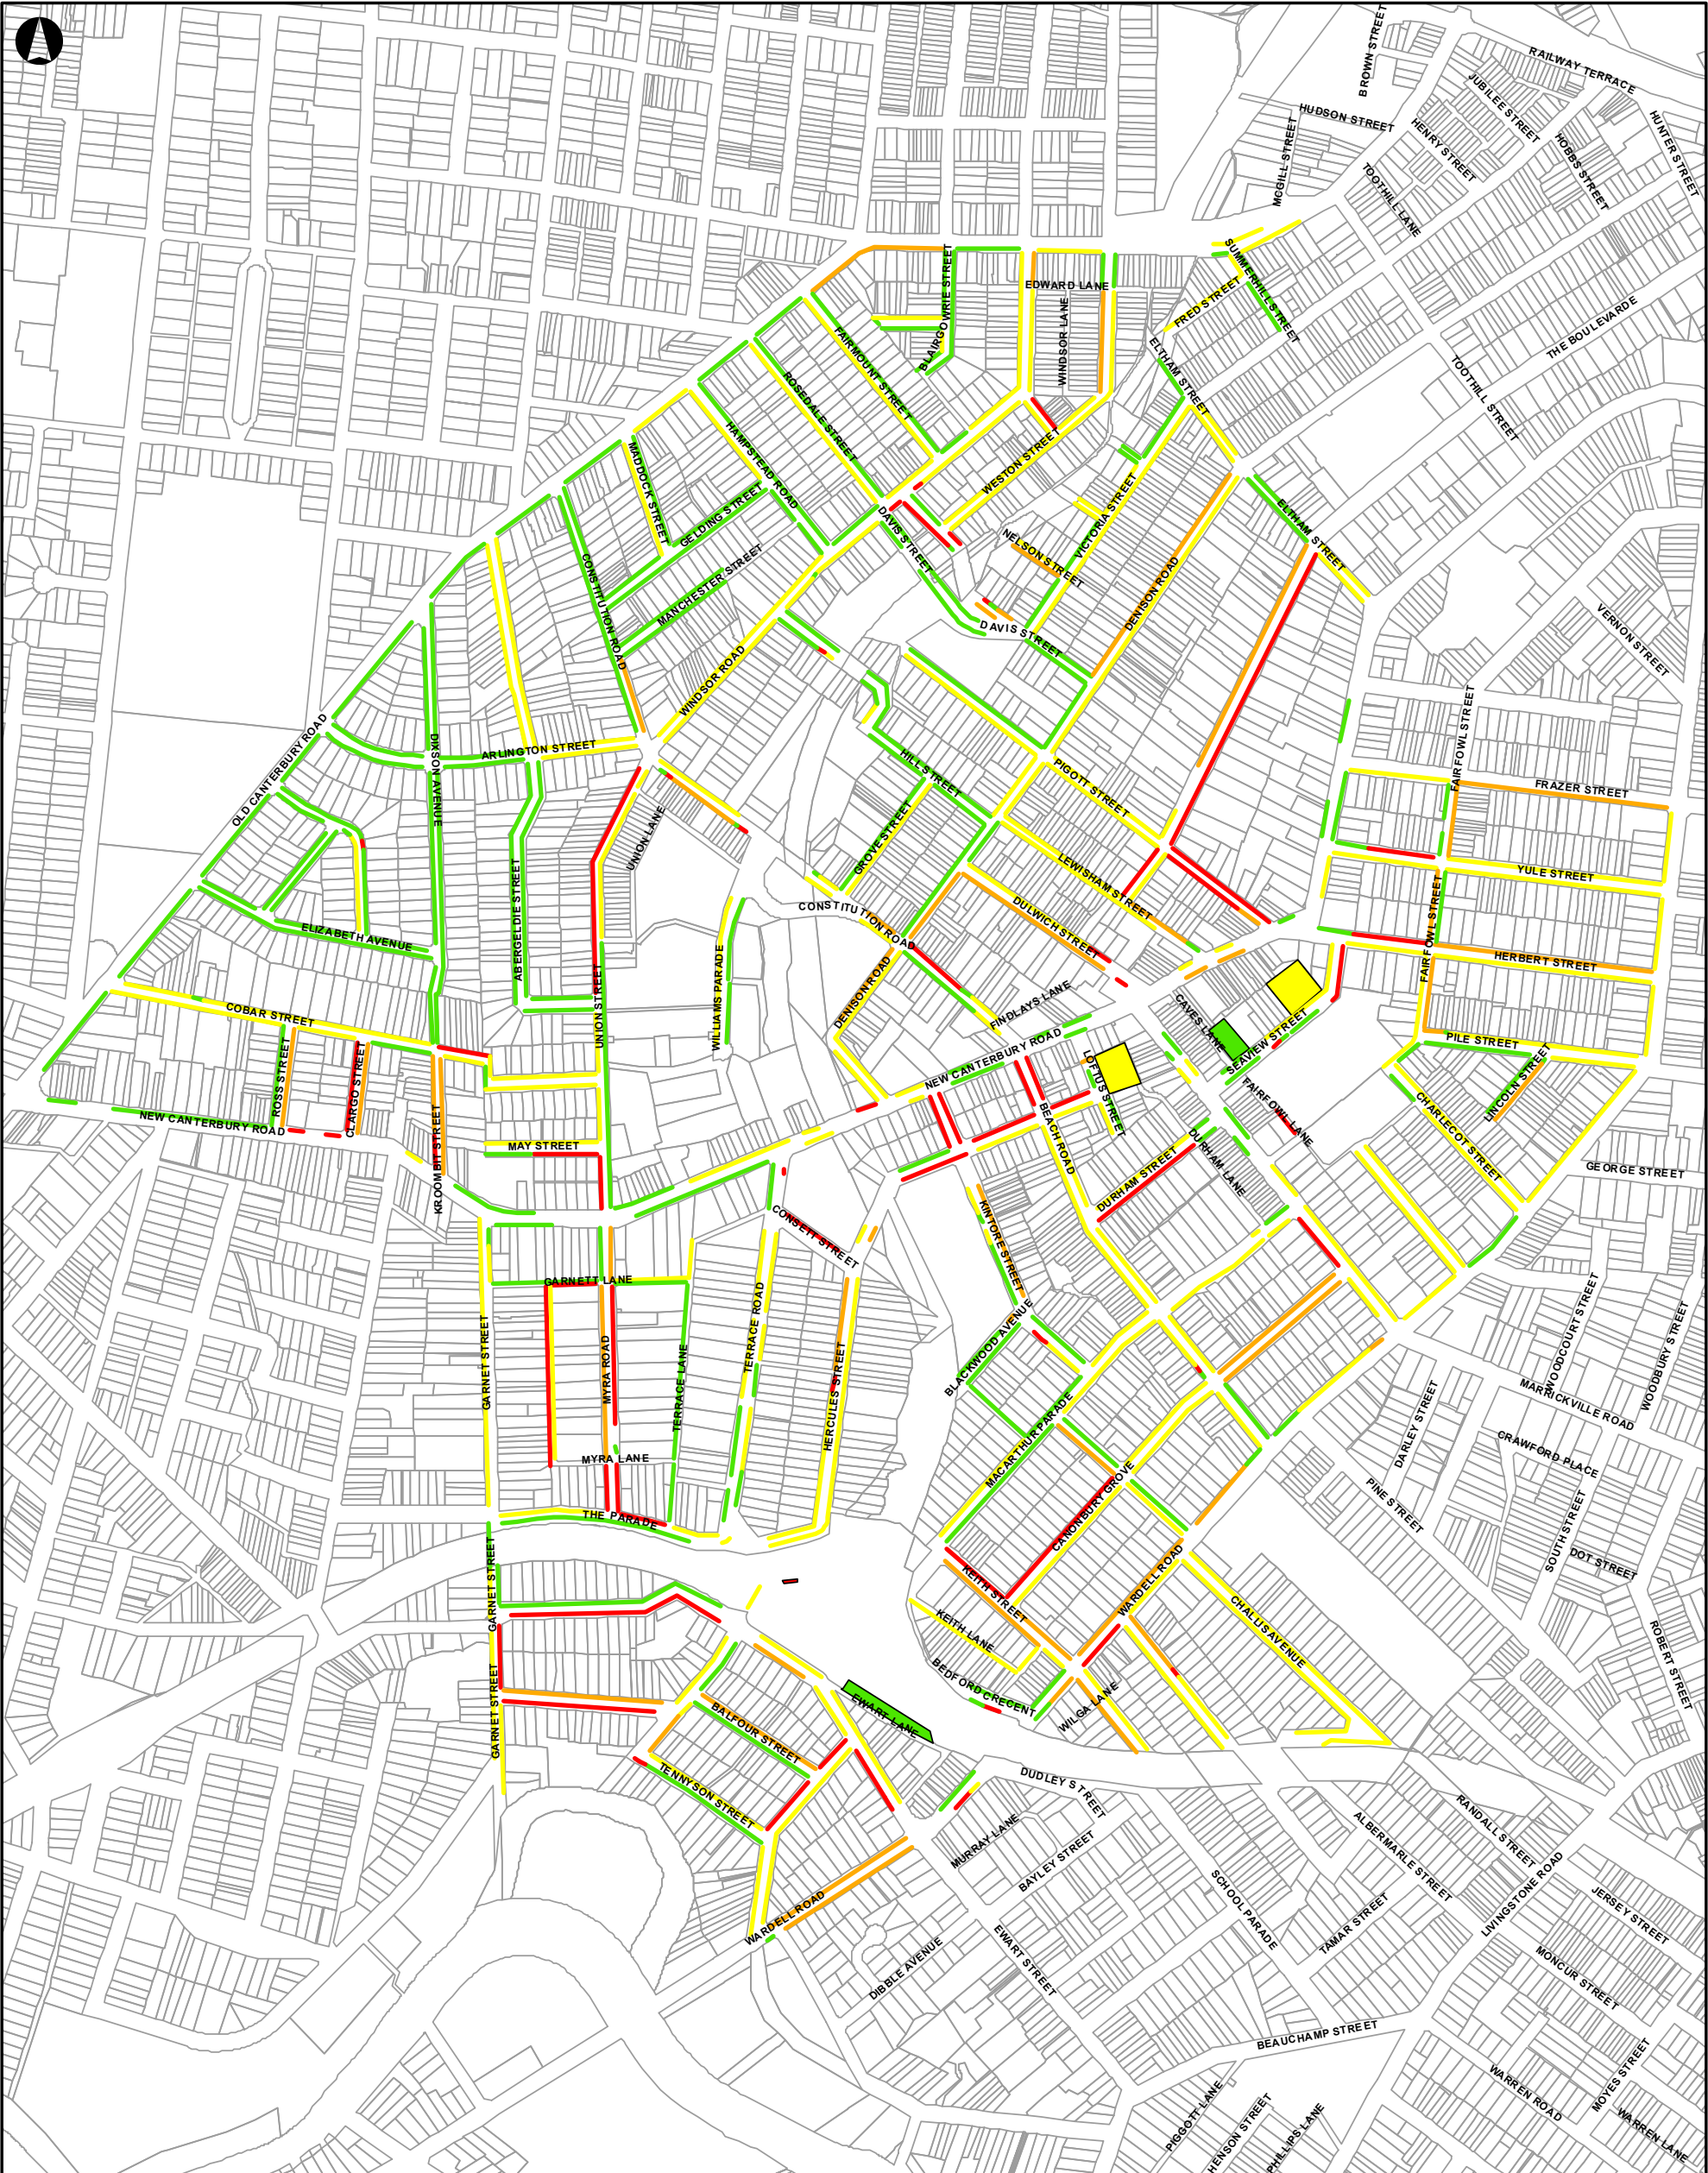 BROWN STREET
RAILWAY TERRACE
JUBILEE STREET
HUDSON STREET
HENRY STREET
HUNTER STREET
MCGILL STREET
HOBBS STREET
TOOTHILL LANE
SUMMERHILL STREET
BLAIRGOWRIE STREET
EDWARD LANE
FRED STREET
WINDSOR LANE
THE BOULEVARDE
FAIRMOUNT STREET
ELTHAM STREET
TOOTHILL STREET
ROSEDALE STREET
HAMPSTEAD ROAD
MADDOCK STREET
WESTON STREET
GELDING STREET
DAVIS STREET
VICTORIA STREET
ELTHAM STREET
NELSON STREET
MANCHESTER STREET
CONSTITUTION ROAD
DENISON ROAD
DAVIS STREET
VERNON STREET
WINDSOR ROAD
FAIRFOWL STREET
OLD CANTERBURY ROAD
DIXSON AVENUE
ARLINGTON STREET
HILL STREET
PIGOTT STREET
FRAZER STREET
UNION LANE
GROVE STREET
LEWISHAM STREET
YULE STREET
ABERGELDIE STREET
CONSTITUTION ROAD
DULWICH STREET
FAIRFOWL STREET
ELIZABETH AVENUE
HERBERT STREET
WILLIAMS PARADE
DENISON ROAD
UNION STREET
FINDLAYS LANE
CAVES LANE
COBAR STREET
SEAVIEW STREET
NEW CANTERBURY ROAD
PILE STREET
ROSS STREET
CLARGO STREET
LOFTUS STREET
LINCOLN STREET
FAIRFOWL LANE
CHARLECOT STREET
NEW CANTERBURY ROAD
KROOMBIT STREET
MAY STREET
BEACH ROAD
DURHAM LANE
DURHAM STREET
GEORGE STREET
CONSETT STREET
KINTORE STREET
GARNETT LANE
GARNET STREET
TERRACE ROAD
BLACKWOOD AVENUE
WOODCOURT STREET
WOODBURY STREET
MYRA ROAD
TERRACE LANE
HERCULES STREET
MARRICKVILLE ROAD
DARLEY STREET
MACARTHUR PARADE
CRAWFORD PLACE
MYRA LANE
CANONBURY GROVE
PINE STREET
THE PARADE
SOUTH STREET
DOT STREET
GARNET STREET
KEITH STREET
WARDELL ROAD
CHALLIS AVENUE
KEITH LANE
ROBERT STREET
GARNET STREET
BEDFORD CRECENT
EWART LANE
WILGA LANE
BALFOUR STREET
TENNYSON STREET
DUDLEY STREET
RANDALL STREET
ALBERMARLE STREET
MURRAY LANE
BAYLEY STREET
LIVINGSTONE ROAD
SCHOOL PARADE
JERSEY STREET
WARDELL ROAD
TAMAR STREET
DIBBLE AVENUE
EWART STREET
MONCUR STREET
BEAUCHAMP STREET
WARREN ROAD
MOYES STREET
PIGGOTT LANE
HENSON STREET
PHILLIPS LANE
WARREN LANE